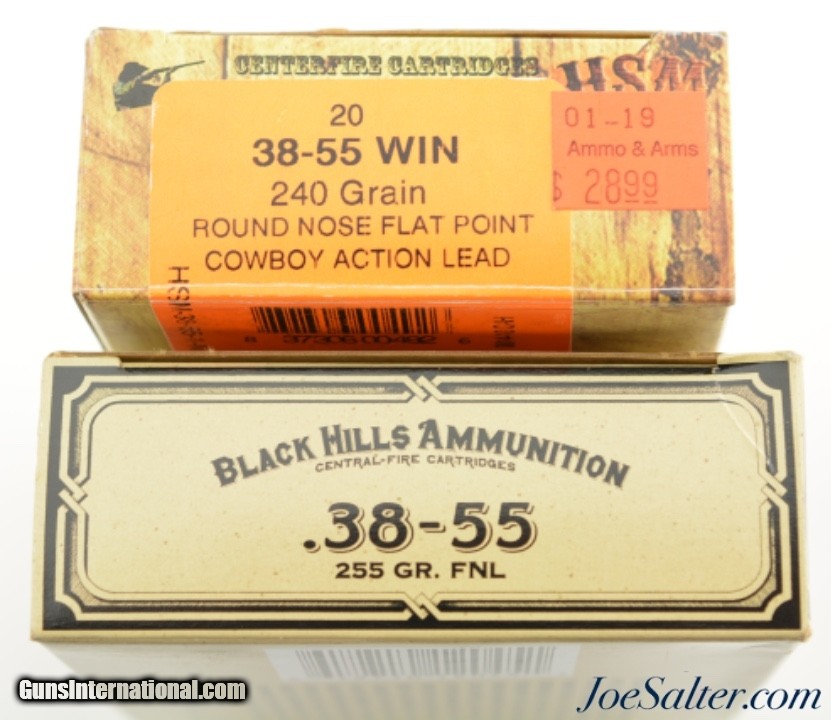 CENTERFIRE CARTRIDGES
HSM
20
38-55 WIN
240 Grain
ROUND NOSE FLAT POINT
COWBOY ACTION LEAD
01-19
Ammo & Arms
$ 28.99
BLACK HILLS AMMUNITION
CENTRAL-FIRE CARTRIDGES
.38-55
255 GR. FNL
GunsInternational.com
JoeSalter.com